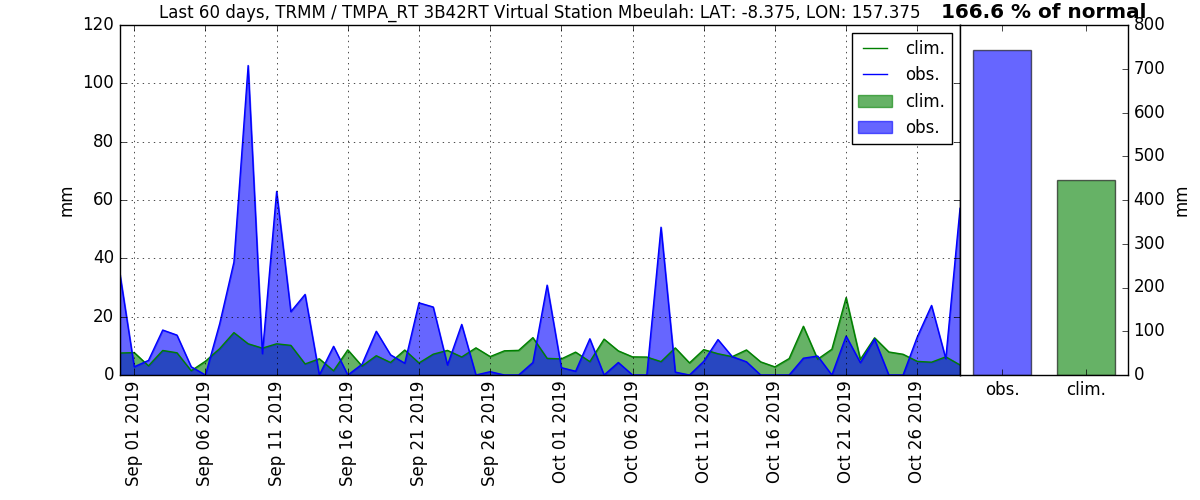 Last 60 days, TRMM / TMPA_RT 3B42RT Virtual Station Mbeulah: LAT: -8.375, LON: 157.375
166.6 % of normal
120
100
80
60
40
20
0
mm
clim.
obs.
clim.
obs.
Sep 01 2019
Sep 06 2019
Sep 11 2019
Sep 16 2019
Sep 21 2019
Sep 26 2019
Oct 01 2019
Oct 06 2019
Oct 11 2019
Oct 16 2019
Oct 21 2019
Oct 26 2019
800
700
600
500
400
300
200
100
0
mm
obs.
clim.